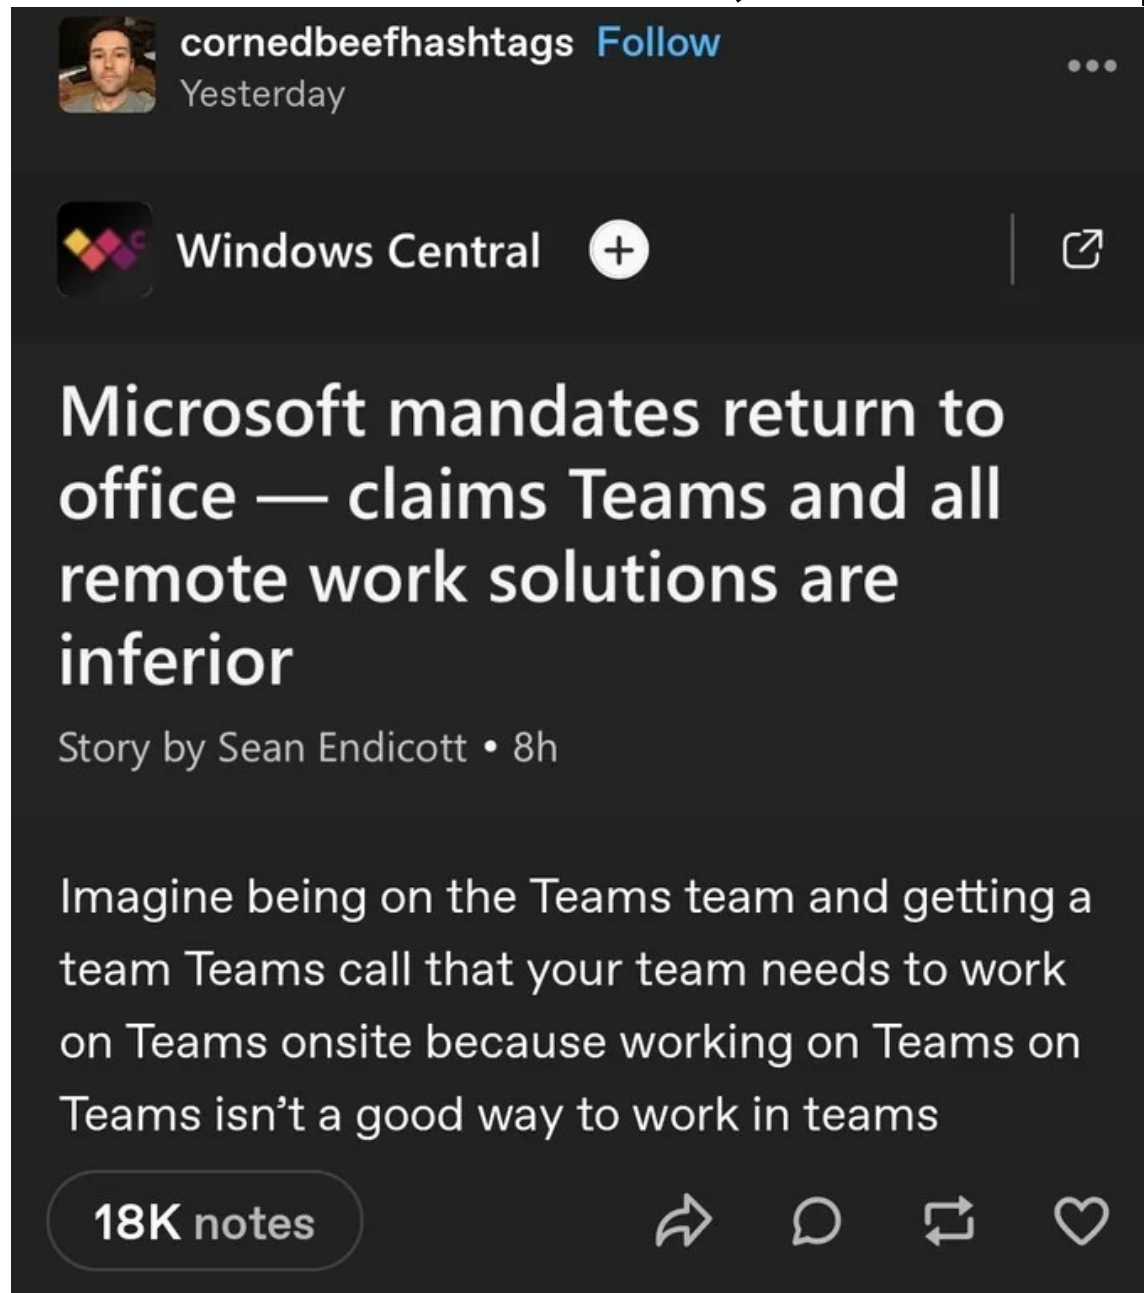 cornedbeefhashtags Follow
Yesterday
Windows Central
Microsoft mandates return to
office — claims Teams and all
remote work solutions are
inferior
Story by Sean Endicott • 8h
Imagine being on the Teams team and getting a
team Teams call that your team needs to work
on Teams onsite because working on Teams on
Teams isn’t a good way to work in teams
18K notes